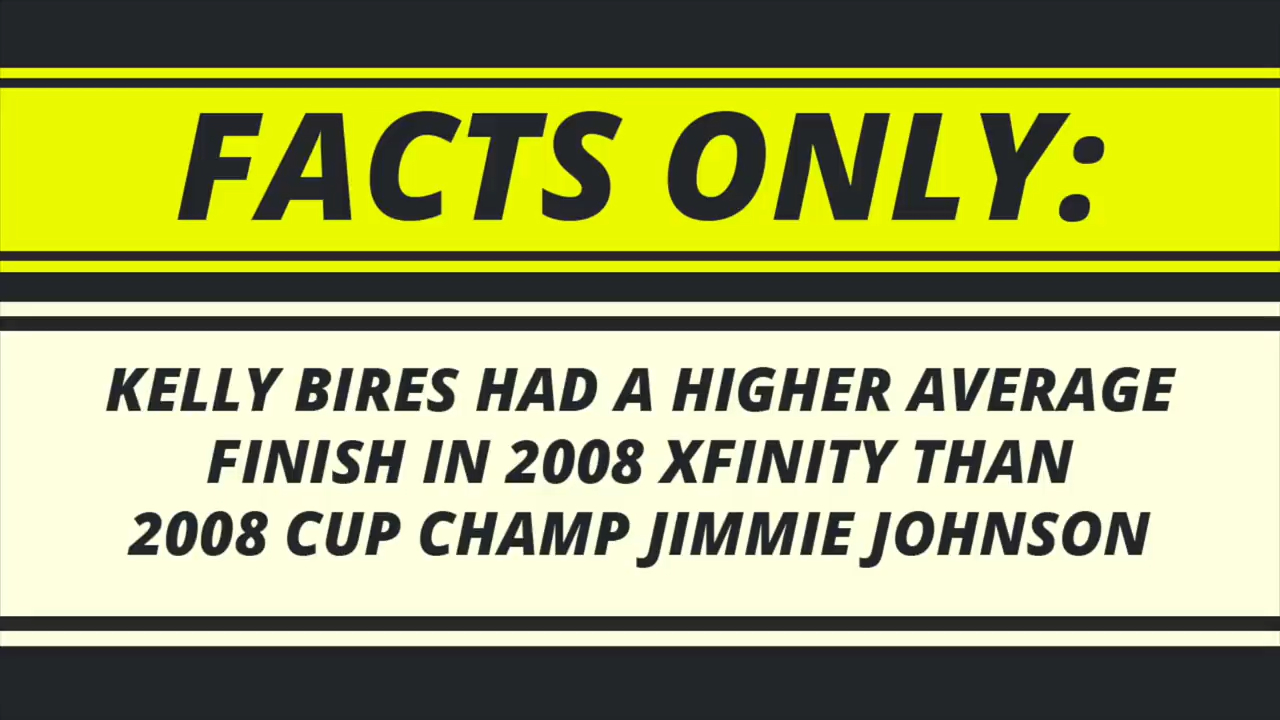 FACTS ONLY:
KELLY BIRES HAD A HIGHER AVERAGE
FINISH IN 2008 XFINITY THAN
2008 CUP CHAMP JIMMIE JOHNSON